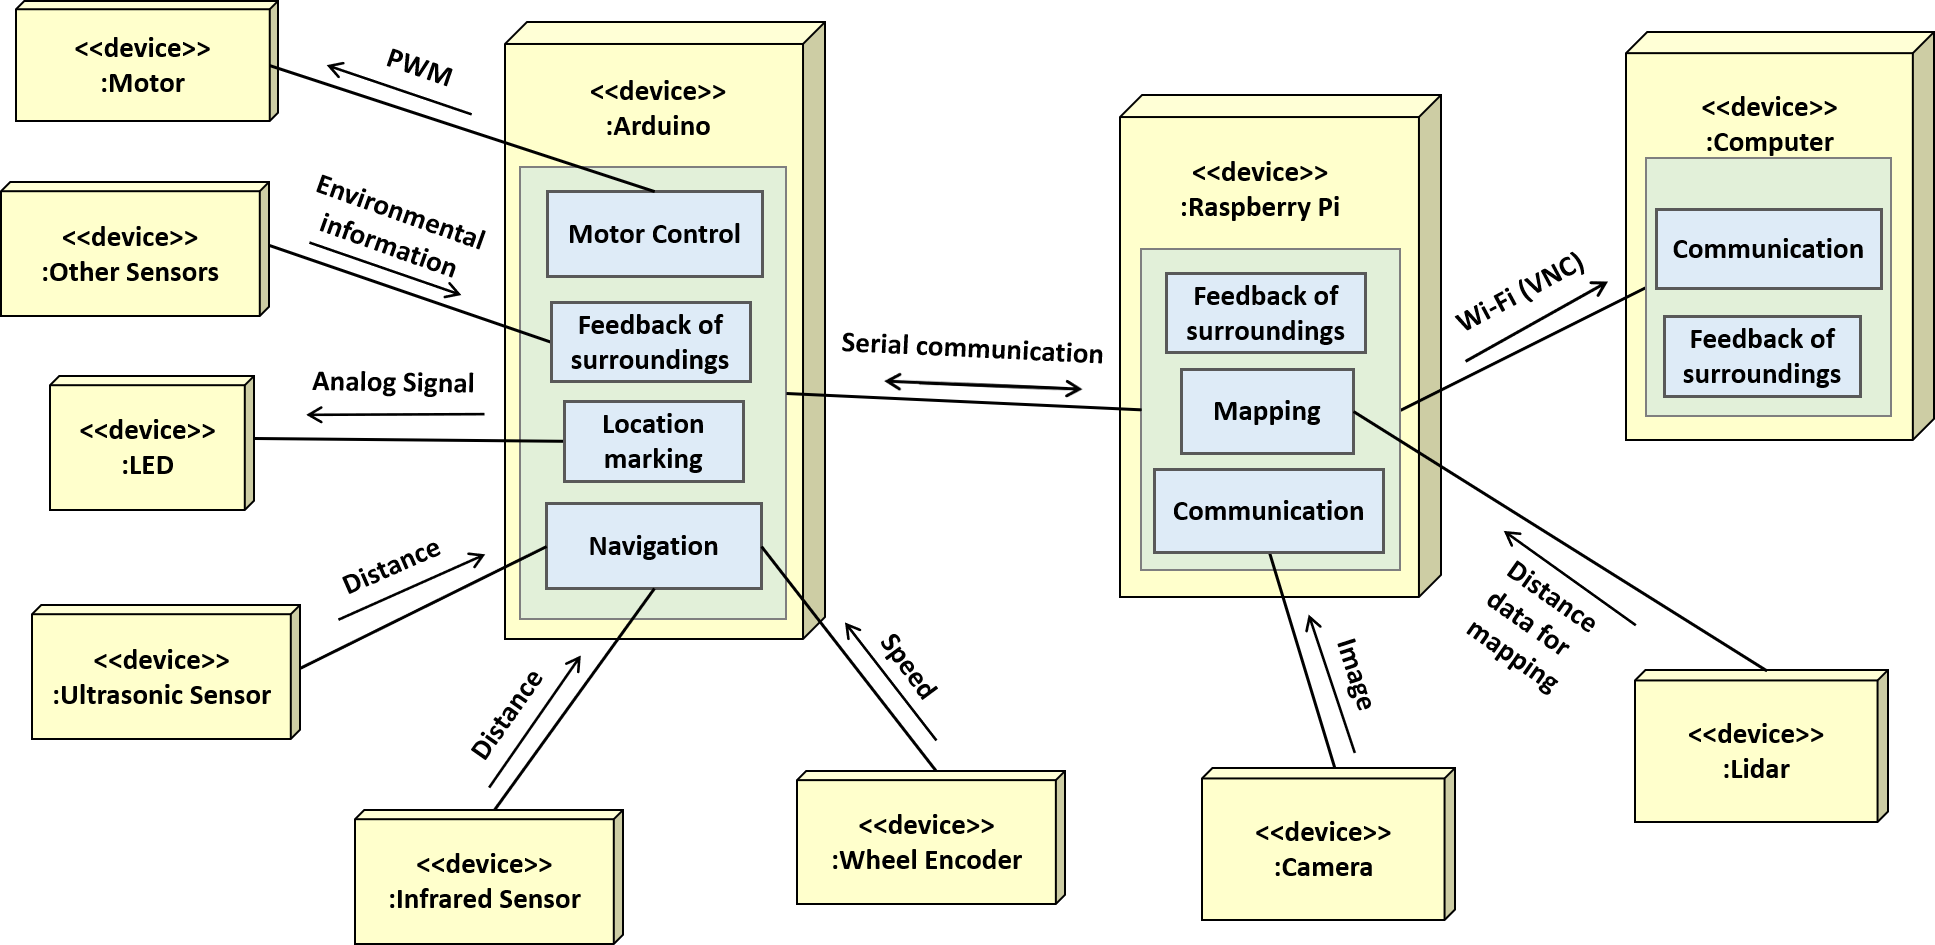 <<device>>
:Motor
PWM
<<device>>
:Other Sensors
Environmental
information
<<device>>
:LED
Analog Signal
<<device>>
:Ultrasonic Sensor
Distance
<<device>>
:Infrared Sensor
Distance
<<device>>
:Wheel Encoder
Speed
<<device>>
:Arduino
Motor Control
Feedback of
surroundings
Location
marking
Navigation
Serial communication
<<device>>
:Raspberry Pi
Feedback of
surroundings
Mapping
Communication
Wi-Fi (VNC)
<<device>>
:Computer
Communication
Feedback of
surroundings
Image
<<device>>
:Camera
Distance
data for
mapping
<<device>>
:Lidar